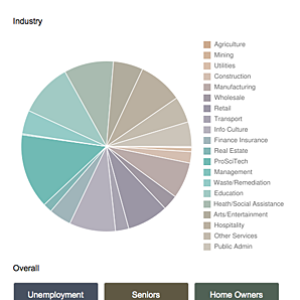 Industry
Agriculture
Mining
Utilities
Construction
Manufacturing
Wholesale
Retail
Transport
Info-Culture
Finance Insurance
Real Estate
ProSciTech
Management
Waste/Remediation
Education
Heath/Social Assistance
Arts/Entertainment
Hospitality
Other Services
Public Admin
Overall
Unemployment
Seniors
Home Owners